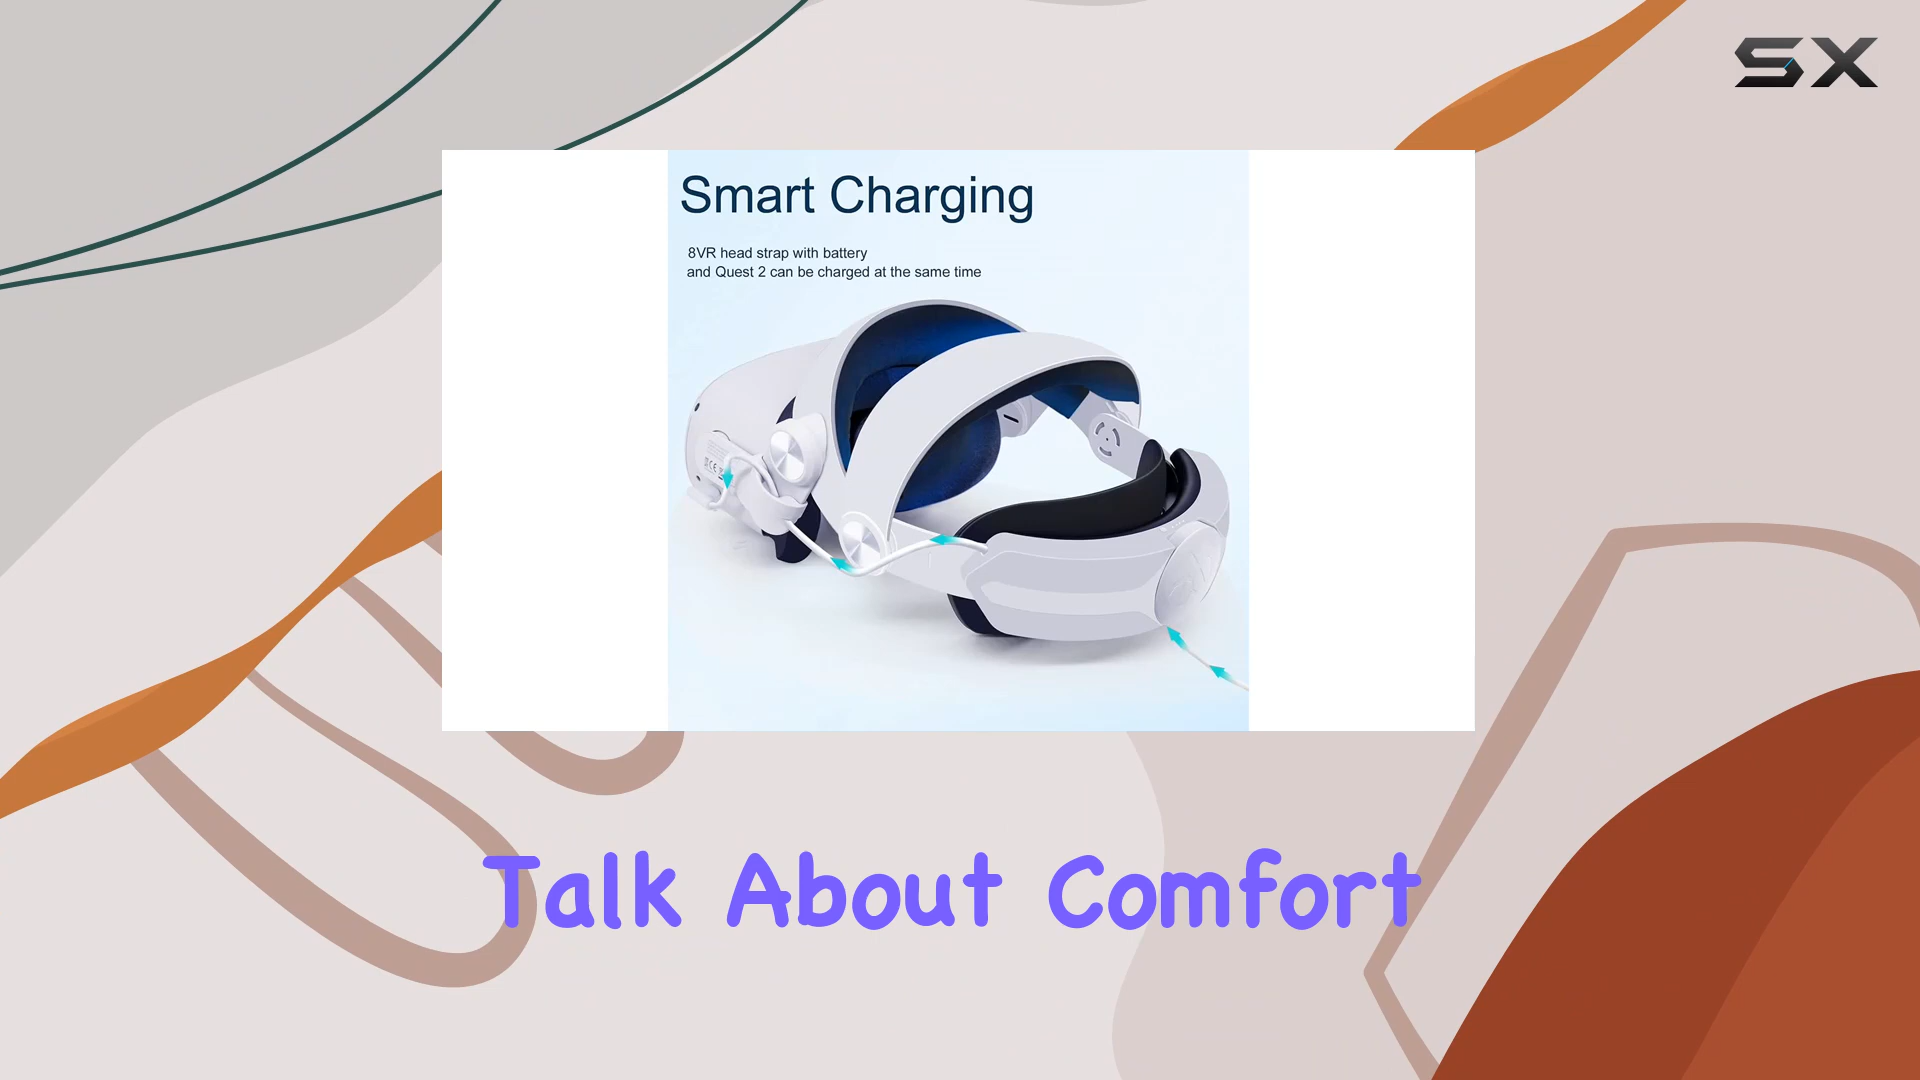 SX
Smart Charging
8VR head strap with battery
and Quest 2 can be charged at the same time
Talk About Comfort